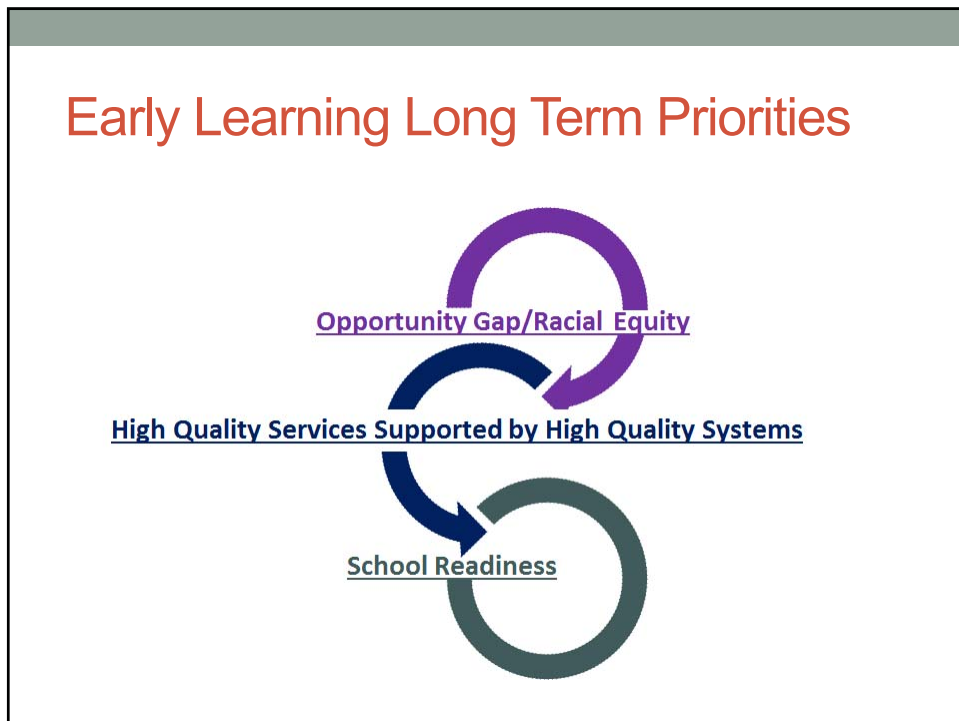 Early Learning Long Term Priorities
Opportunity Gap/Racial Equity
High Quality Services Supported by High Quality Systems
School Readiness